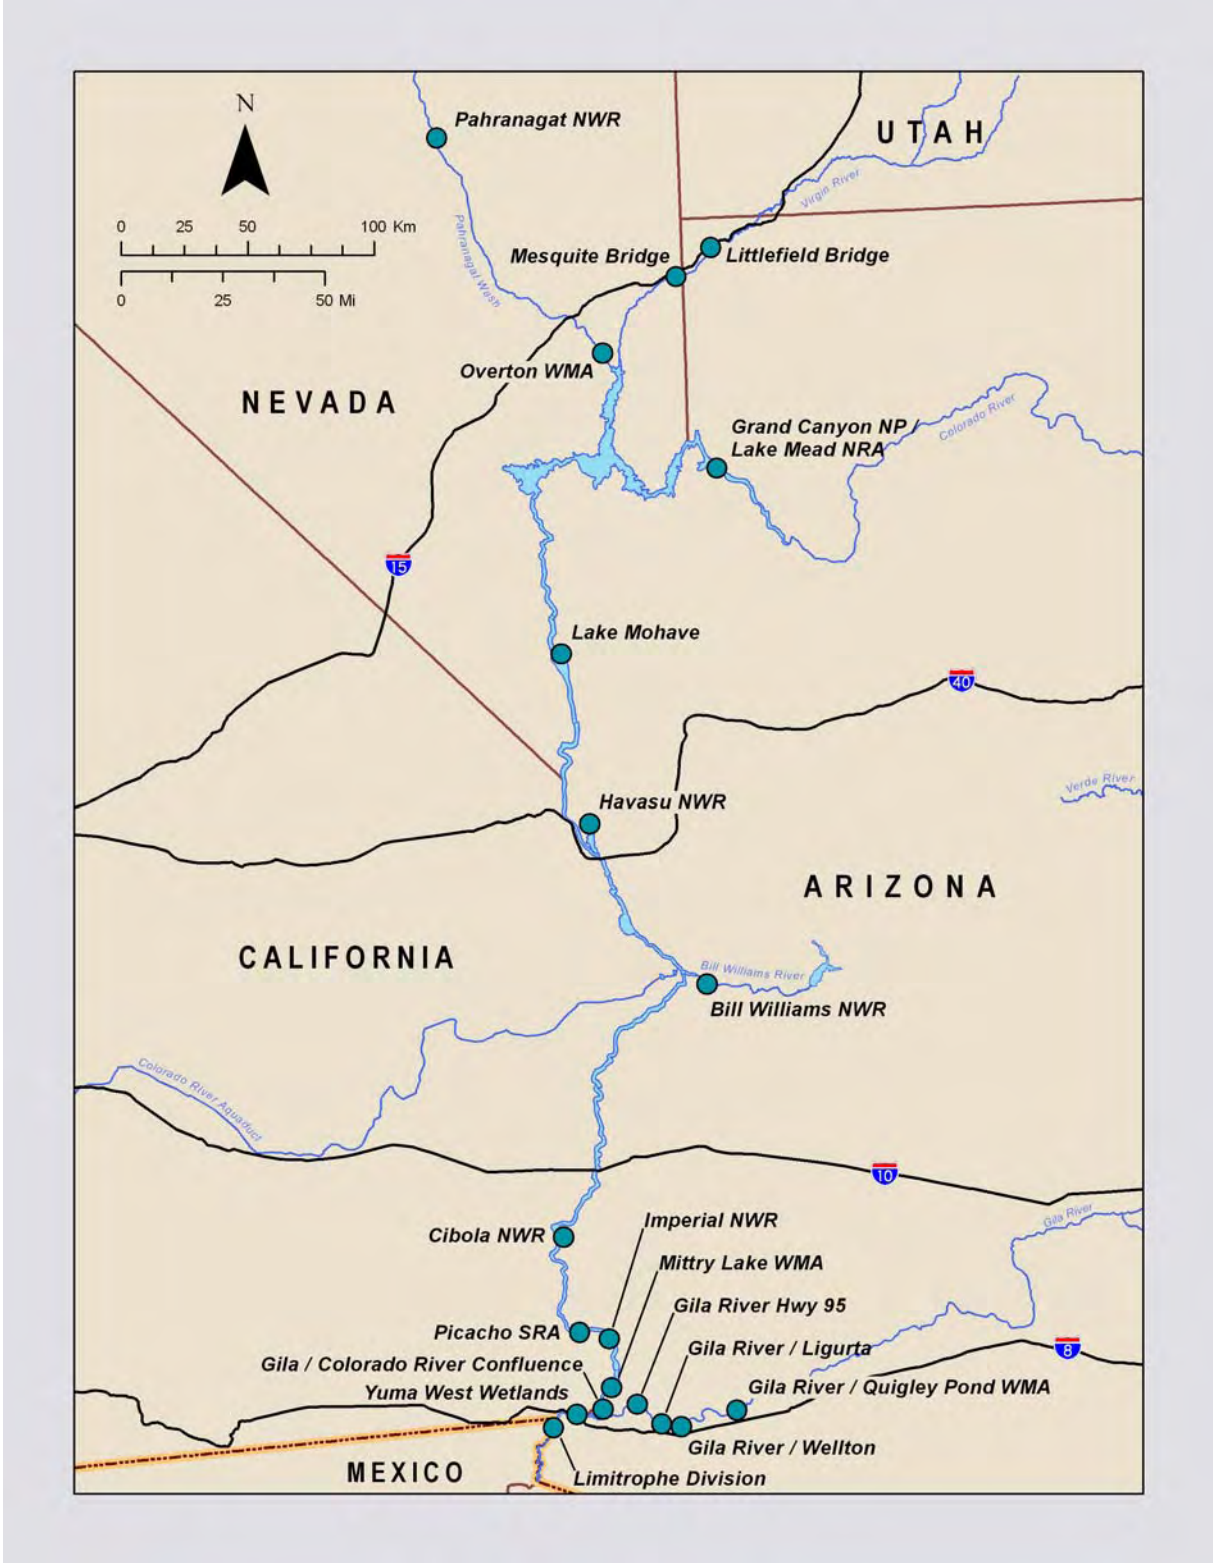 N
UTAH
Pahranagat NWR
Virgin River
0 25 50 100 Km
Pahranagat Wash
Mesquite Bridge
Littlefield Bridge
0 25 50 Mi
Overton WMA
NEVADA
Grand Canyon NP /
Lake Mead NRA
Colorado River
15
Lake Mohave
40
Verde River
Havasu NWR
ARIZONA
CALIFORNIA
Bill Williams River
Bill Williams NWR
Colorado River Aquaduct
10
Imperial NWR
Gila River
Cibola NWR
Mittry Lake WMA
Gila River Hwy 95
Picacho SRA
Gila River / Ligurta
8
Gila / Colorado River Confluence
Yuma West Wetlands
Gila River / Quigley Pond WMA
Gila River / Wellton
MEXICO
Limitrophe Division